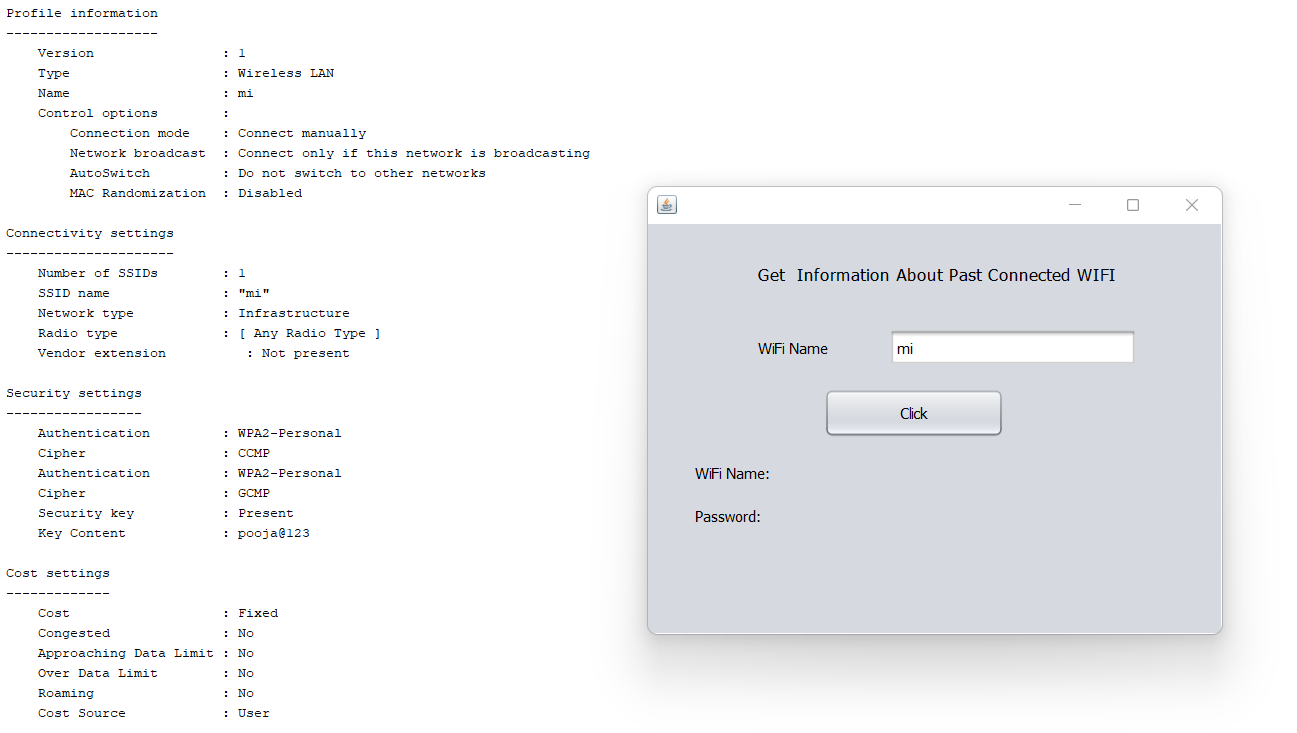 Profile information
-------------------
    Version                : 1
    Type                   : Wireless LAN
    Name                   : mi
    Control options        :
        Connection mode    : Connect manually
        Network broadcast  : Connect only if this network is broadcasting
        AutoSwitch         : Do not switch to other networks
        MAC Randomization  : Disabled

Connectivity settings
---------------------
    Number of SSIDs        : 1
    SSID name              : "mi"
    Network type           : Infrastructure
    Radio type             : [ Any Radio Type ]
    Vendor extension          : Not present

Security settings
-----------------
    Authentication         : WPA2-Personal
    Cipher                 : CCMP
    Authentication         : WPA2-Personal
    Cipher                 : GCMP
    Security key           : Present
    Key Content            : pooja@123

Cost settings
-------------
    Cost                   : Fixed
    Congested              : No
    Approaching Data Limit : No
    Over Data Limit        : No
    Roaming                : No
    Cost Source            : User

Get  Information About Past Connected WIFI
WiFi Name
mi
Click
WiFi Name:
Password: